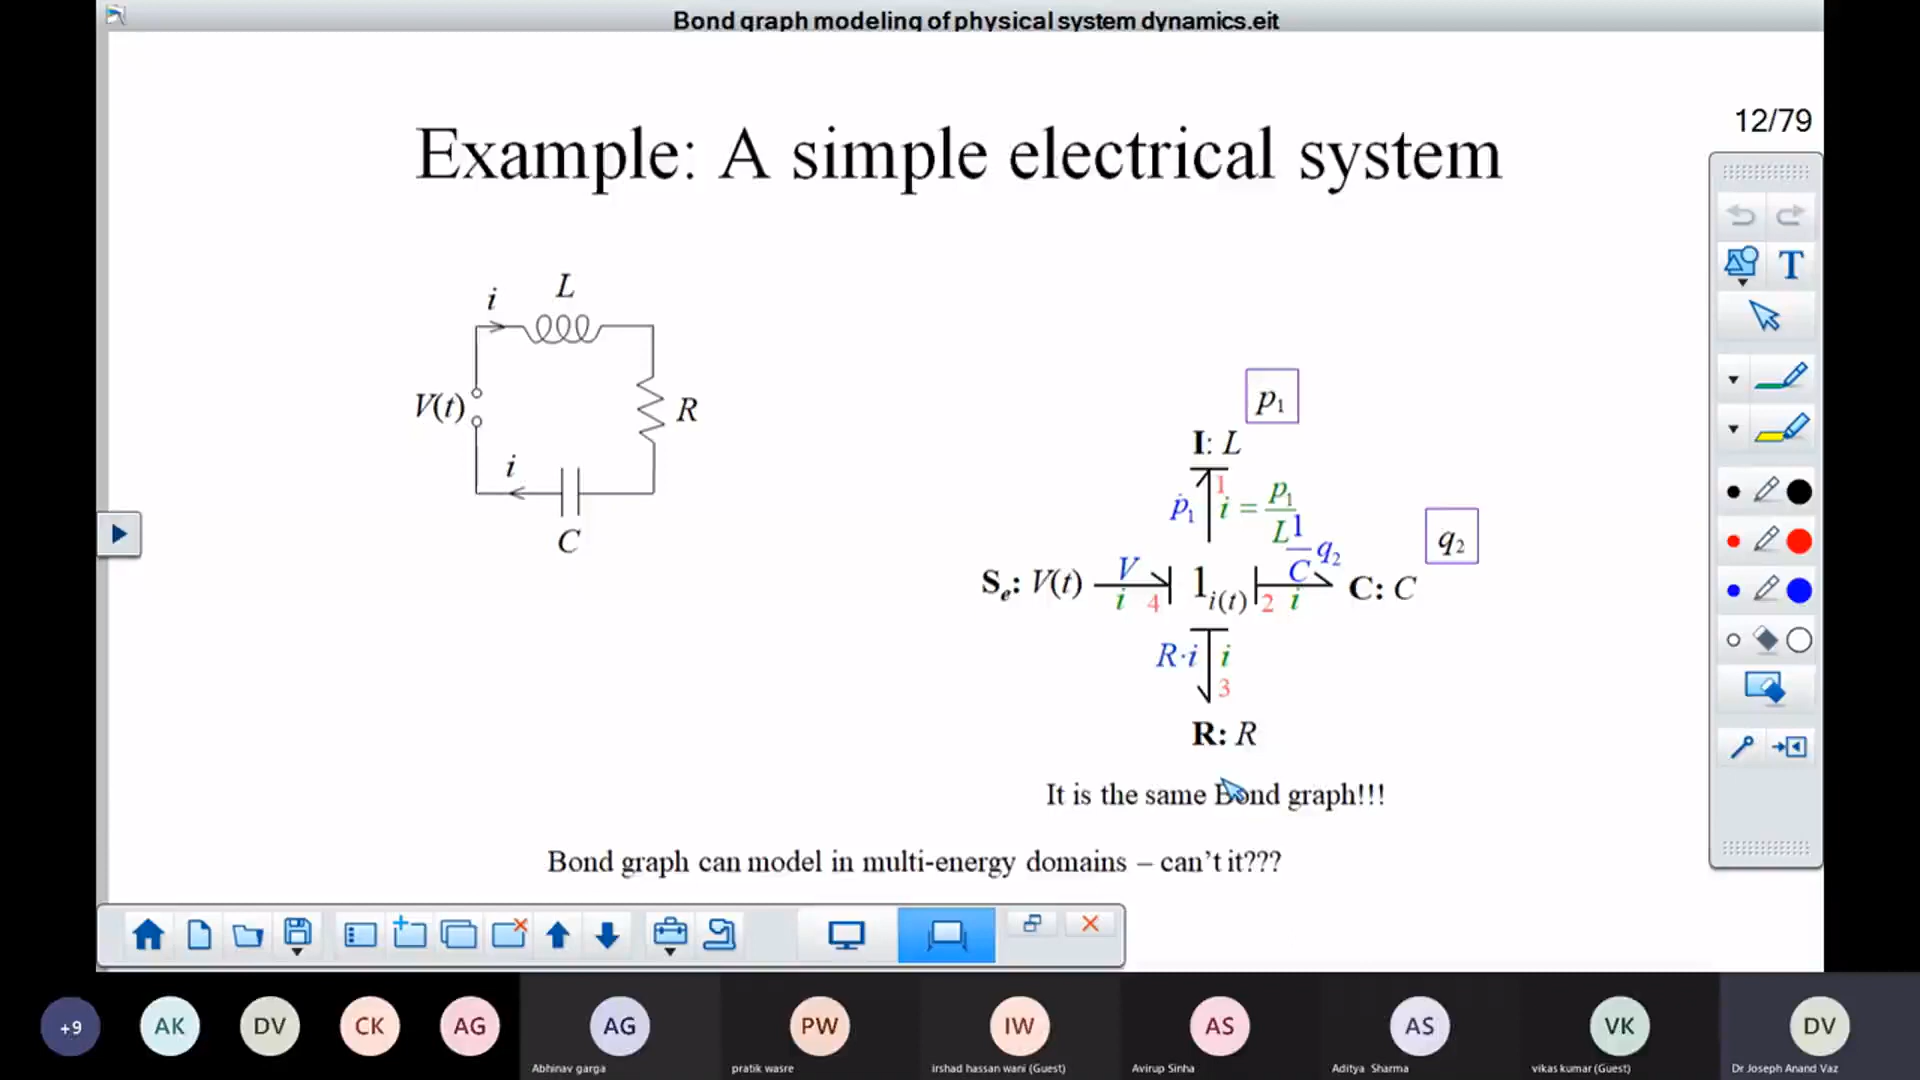 Bond graph modeling of physical system dynamics.eit
12/79
Example: A simple electrical system
T
i
L
V(t)
R
i
C
p₁
I: L
1
ṗ₁
i = p₁/L
q₂
1/C q₂
Sₑ: V(t)
V
i
4
1ᵢ₍ₜ₎
2
i
C: C
R·i
i
3
R: R
It is the same Bond graph!!!
Bond graph can model in multi-energy domains – can’t it???
+9
AK
DV
CK
AG
AG
PW
IW
AS
AS
VK
DV
Abhinav garga
pratik wasre
irshad hassan wani (Guest)
Avirup Sinha
Aditya Sharma
vikas kumar (Guest)
Dr Joseph Anand Vaz